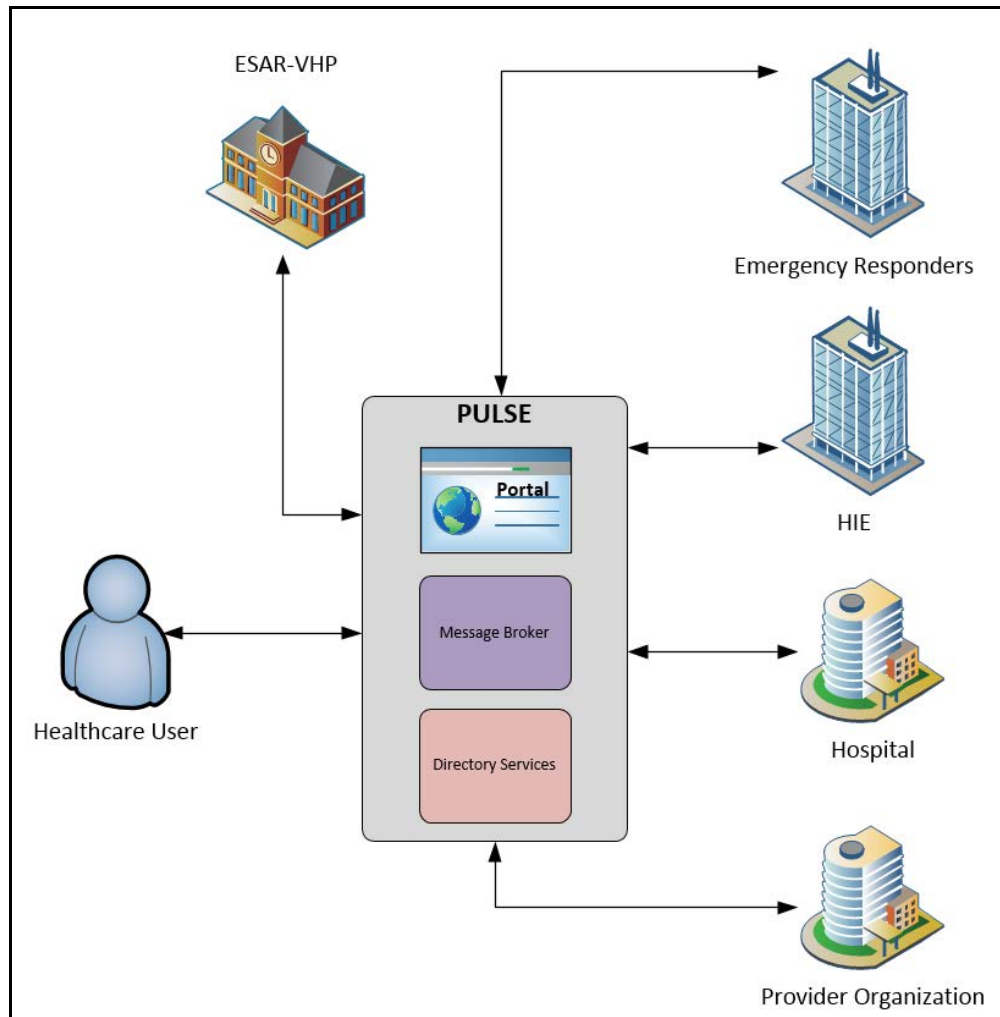 ESAR-VHP
Emergency Responders
PULSE
Portal
HIE
Message Broker
Healthcare User
Hospital
Directory Services
Provider Organization